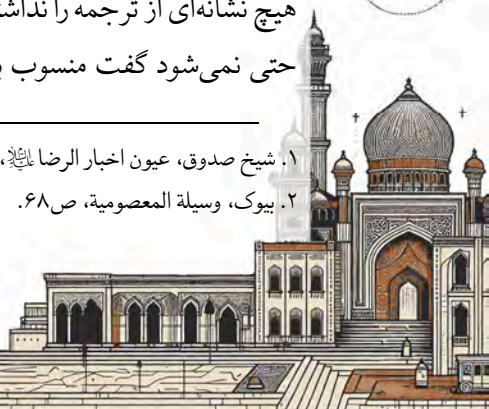 هیچ نشانه‌ای از ترجمه را نداشت
حتی نمی‌شود گفت منسوب
۱. شیخ صدوق، عیون اخبار الرضا علیه‌السلام،
۲. بیوک، وسیلة المعصومیة، ص۶۸.